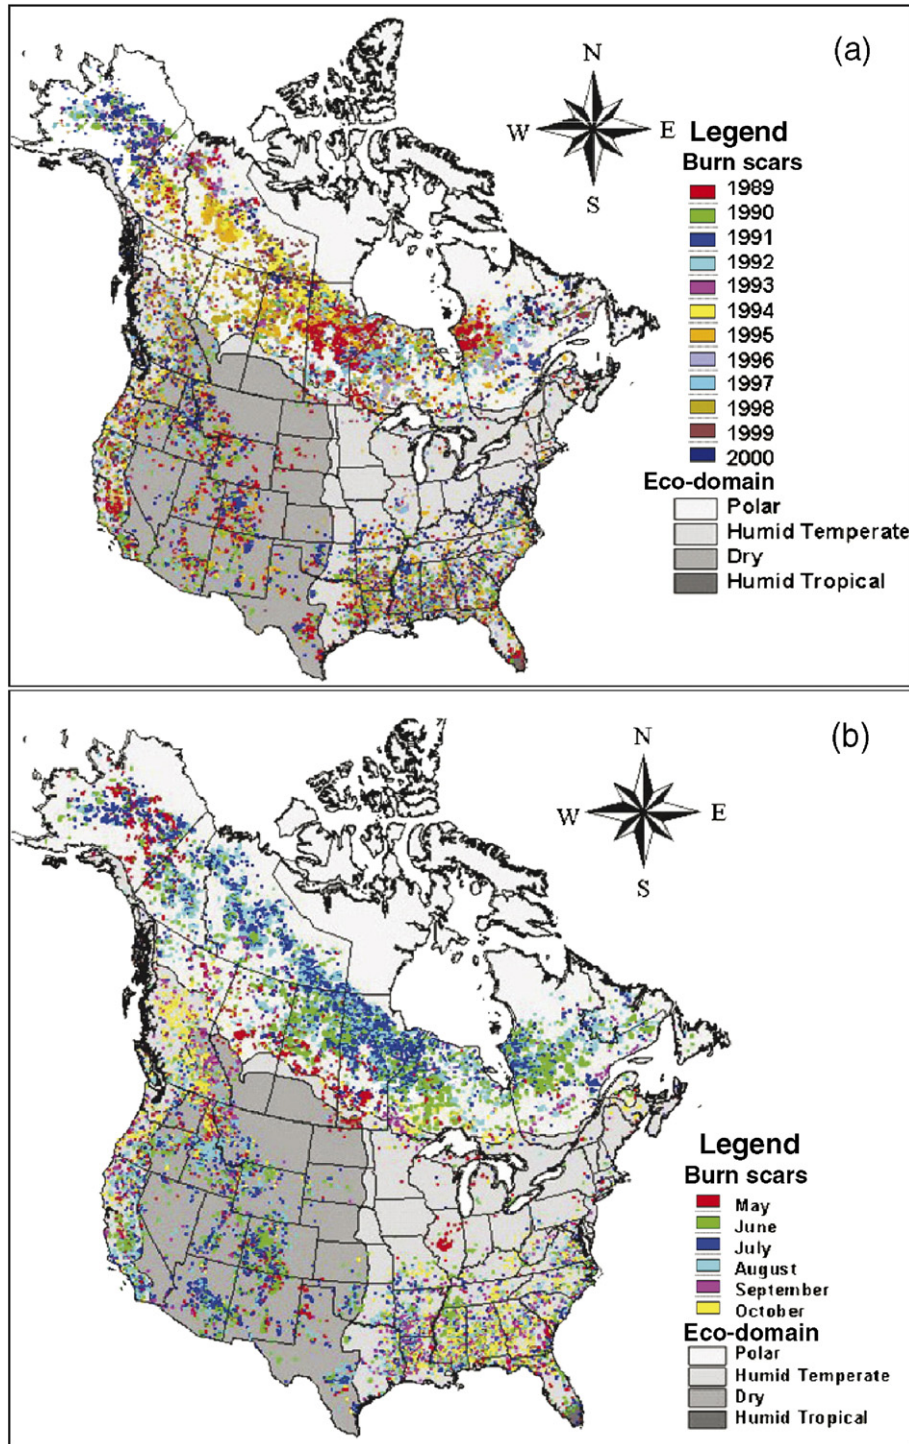 (a)
N
W E
S
Legend
Burn scars
1989
1990
1991
1992
1993
1994
1995
1996
1997
1998
1999
2000
Eco-domain
Polar
Humid Temperate
Dry
Humid Tropical
(b)
N
W E
S
Legend
Burn scars
May
June
July
August
September
October
Eco-domain
Polar
Humid Temperate
Dry
Humid Tropical